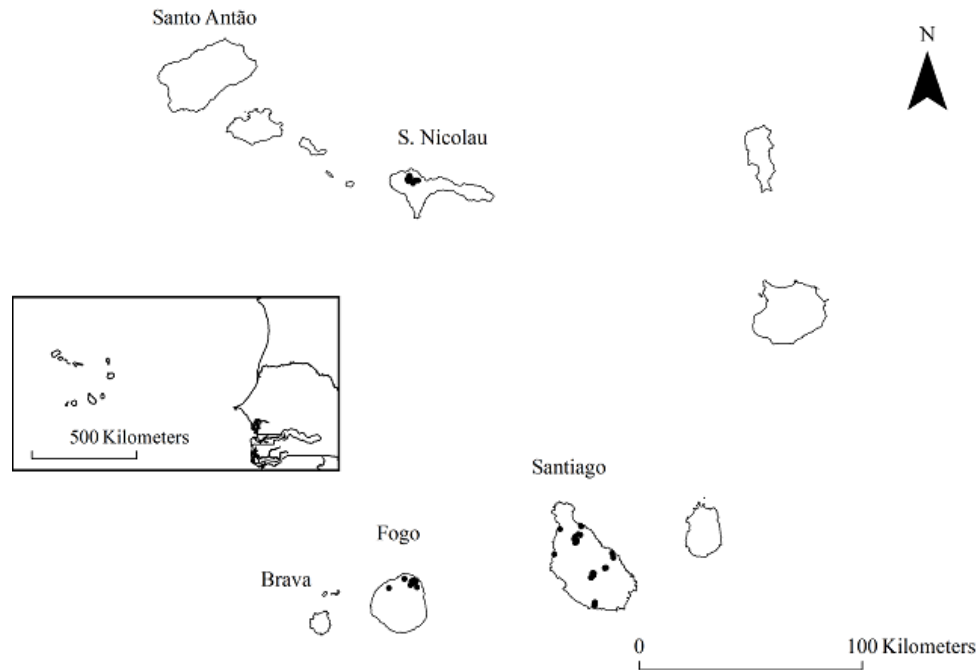 Santo Antão
N
S. Nicolau
500 Kilometers
Santiago
Fogo
Brava
0 100 Kilometers